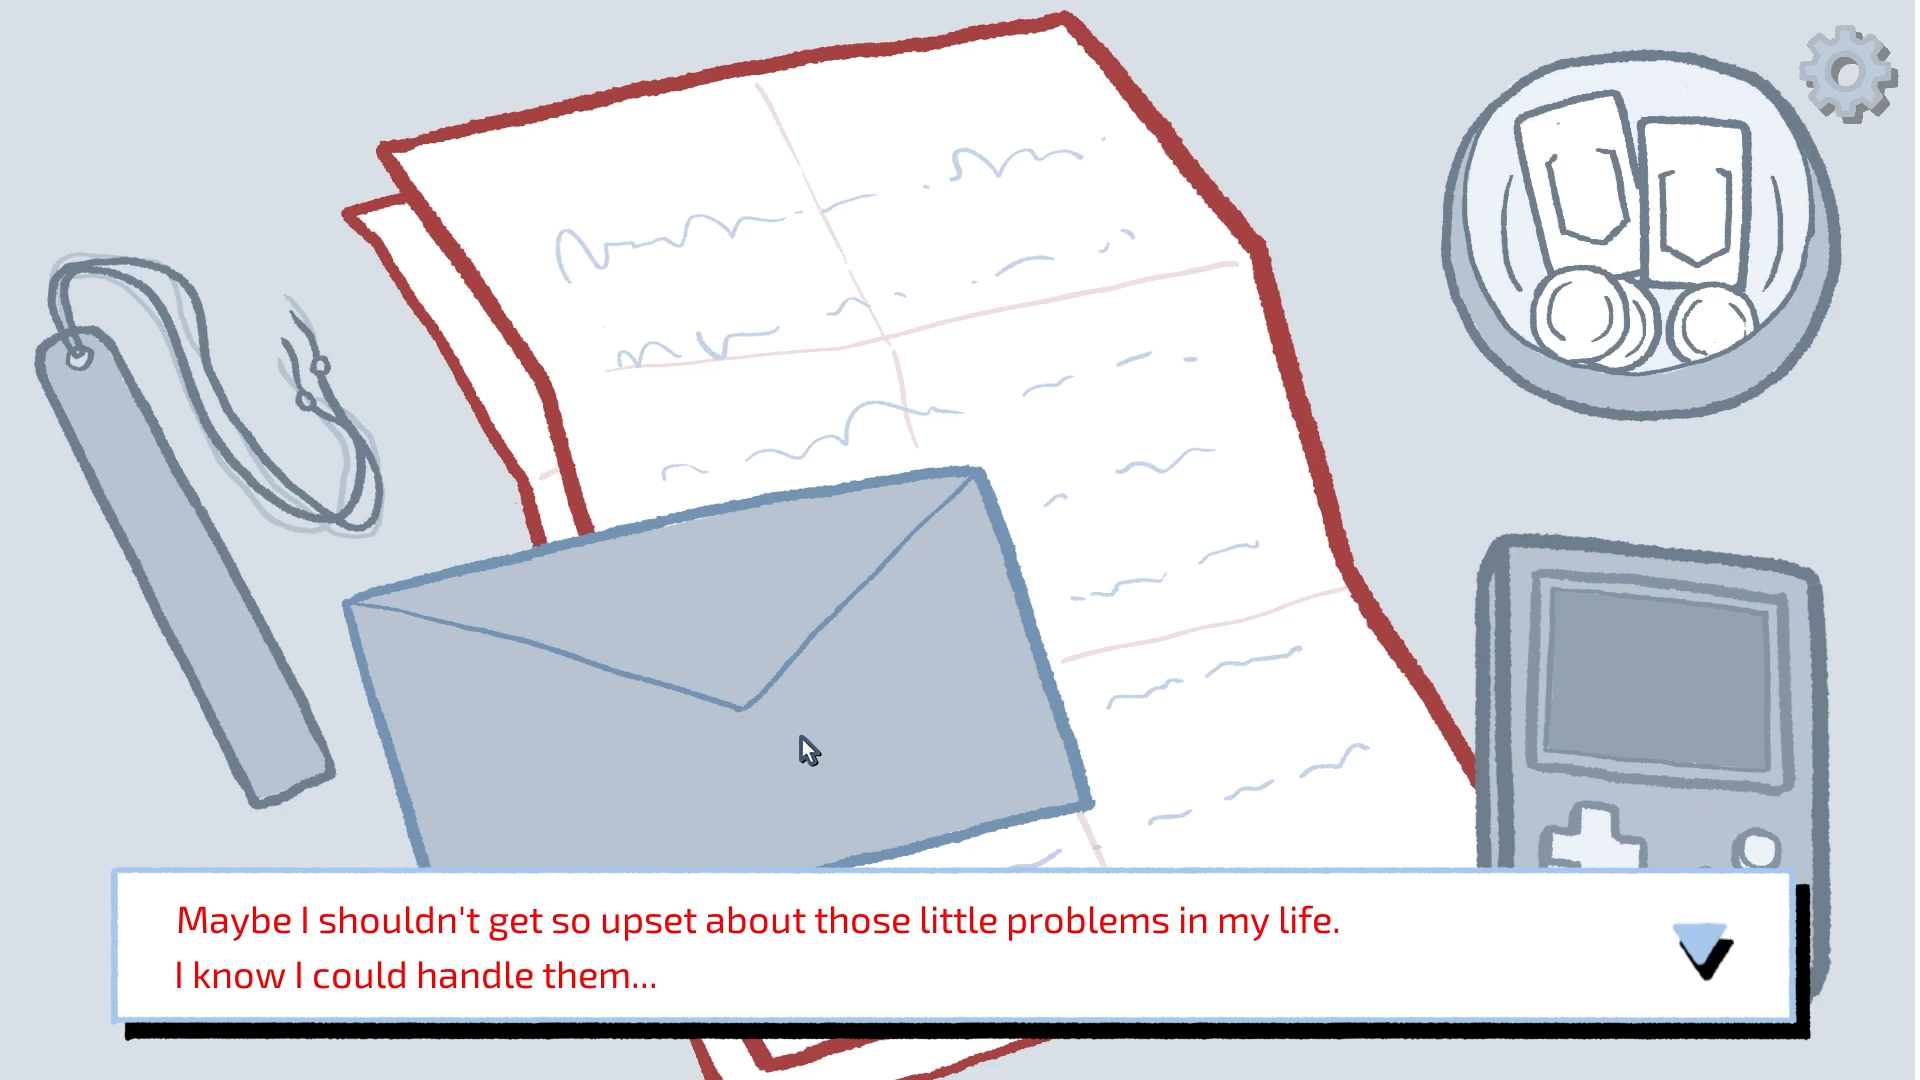 Maybe I shouldn't get so upset about those little problems in my life.
I know I could handle them...